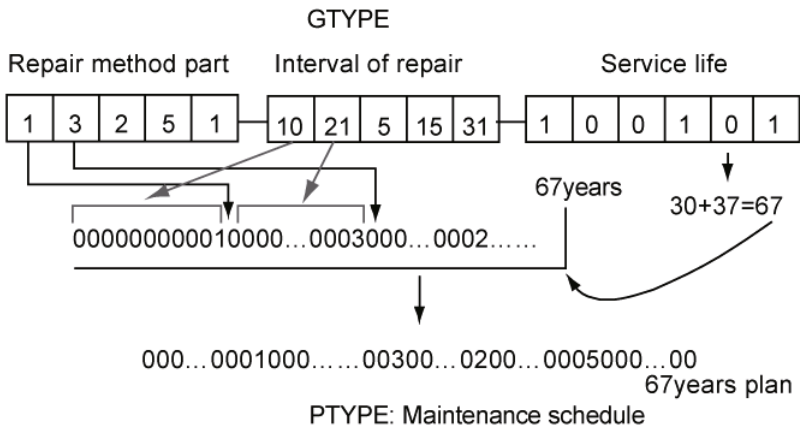 GTYPE
Repair method part Interval of repair Service life
1 3 2 5 1 10 21 5 15 31 1 0 0 1 0 1
67years
30+37=67
000000000010000...0003000...0002......
000...0001000......00300...0200...0005000...00
67years plan
PTYPE: Maintenance schedule